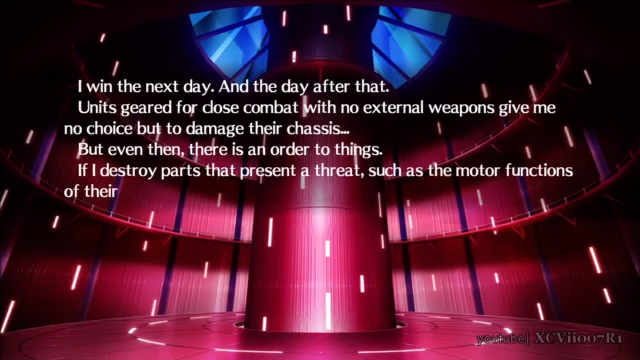 I win the next day. And the day after that.
Units geared for close combat with no external weapons give me
no choice but to damage their chassis...
But even then, there is an order to things.
If I destroy parts that present a threat, such as the motor functions
of their
youtube| XCVii007R1